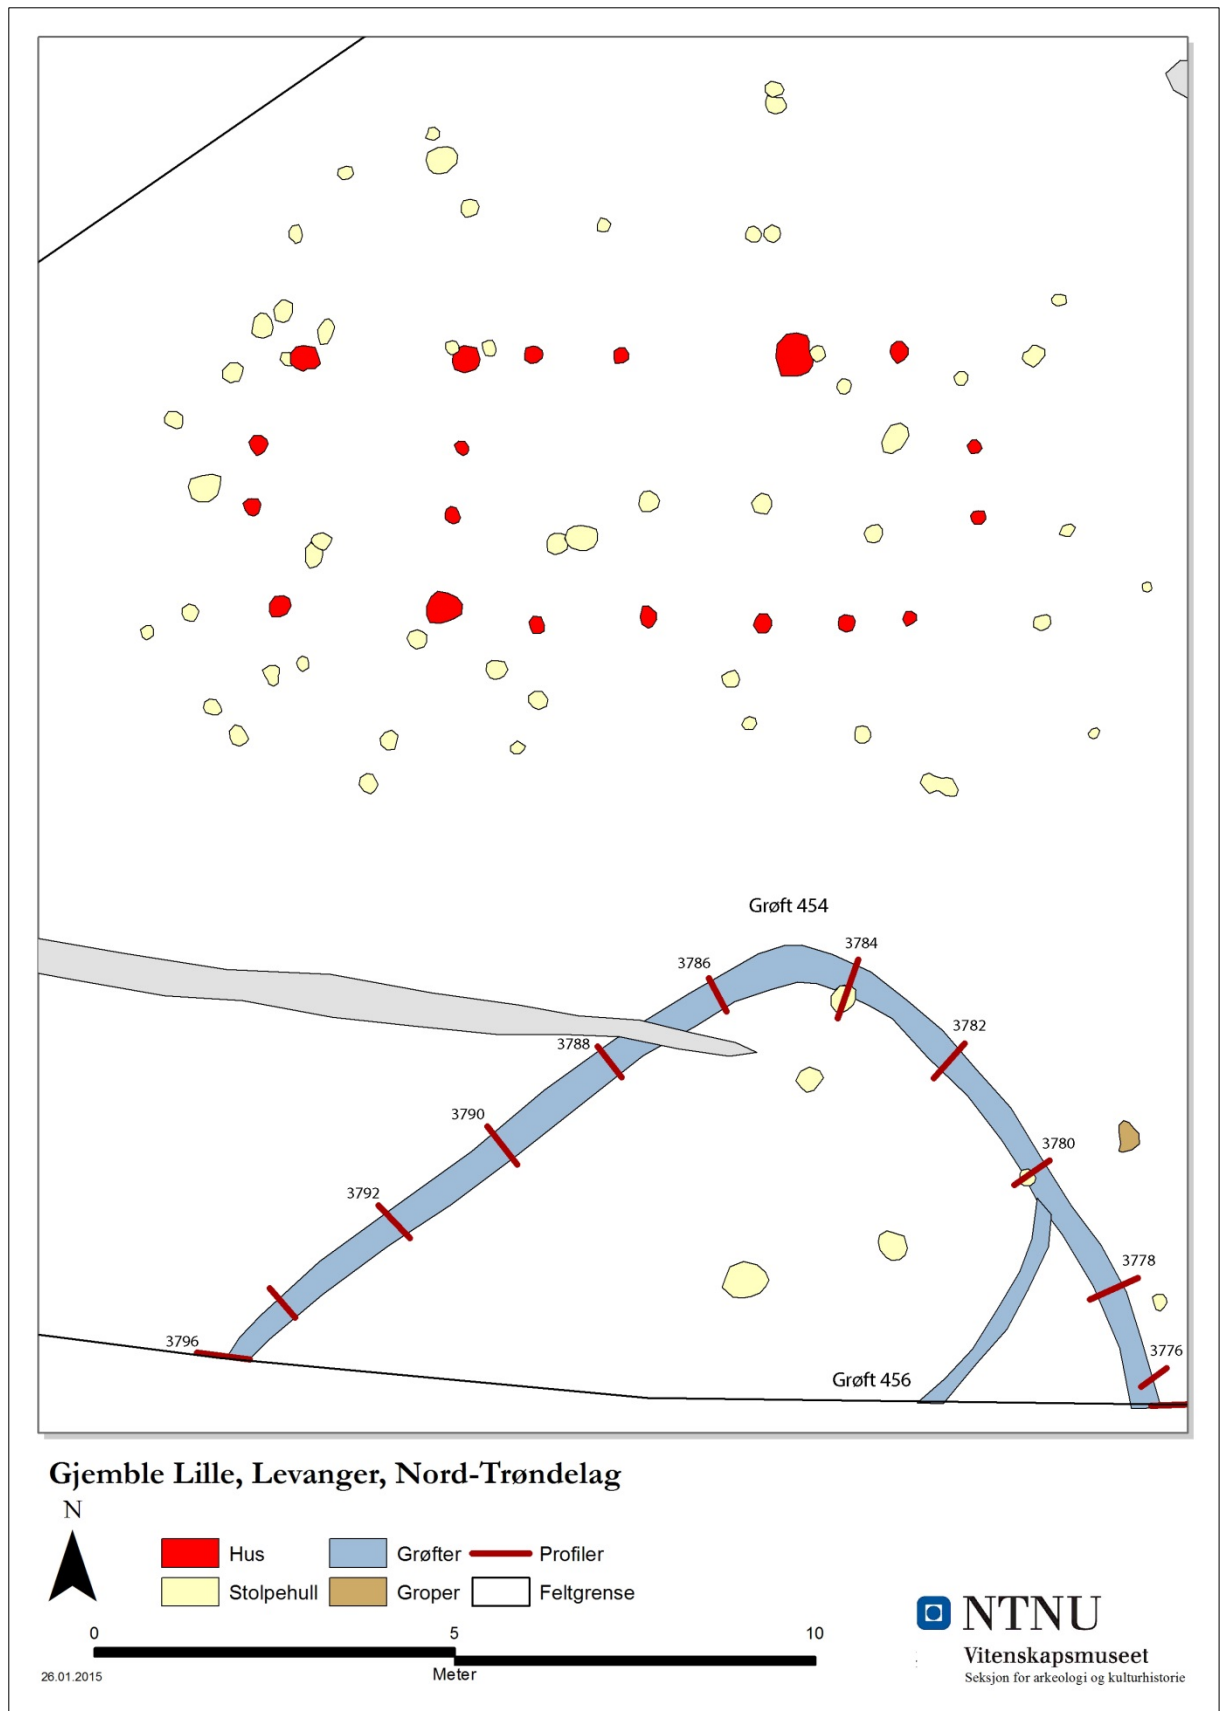 Grøft 454
3784
3786
3782
3788
3790
3780
3792
3778
3796
3776
Grøft 456
Gjemble Lille, Levanger, Nord-Trøndelag
N
Hus
Grøfter
Profiler
Stolpehull
Groper
Feltgrense
0 5 10
Meter
26.01.2015
NTNU
Vitenskapsmuseet
Seksjon for arkeologi og kulturhistorie